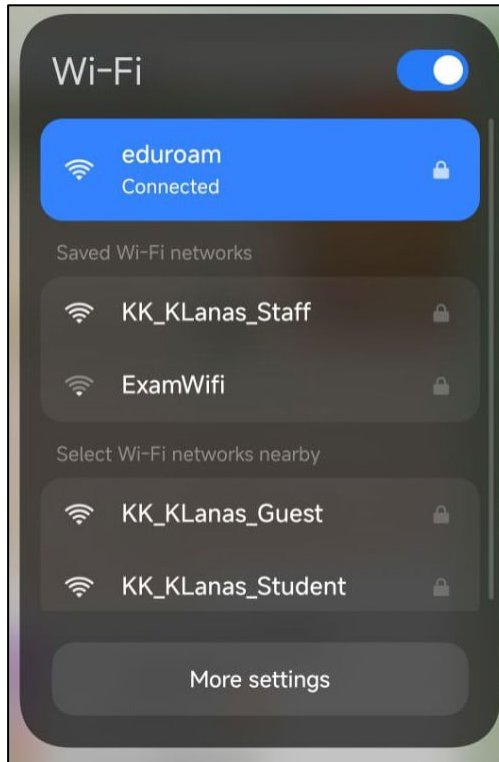 Wi-Fi
eduroam
Connected
Saved Wi-Fi networks
KK_KLanas_Staff
ExamWifi
Select Wi-Fi networks nearby
KK_KLanas_Guest
KK_KLanas_Student
More settings